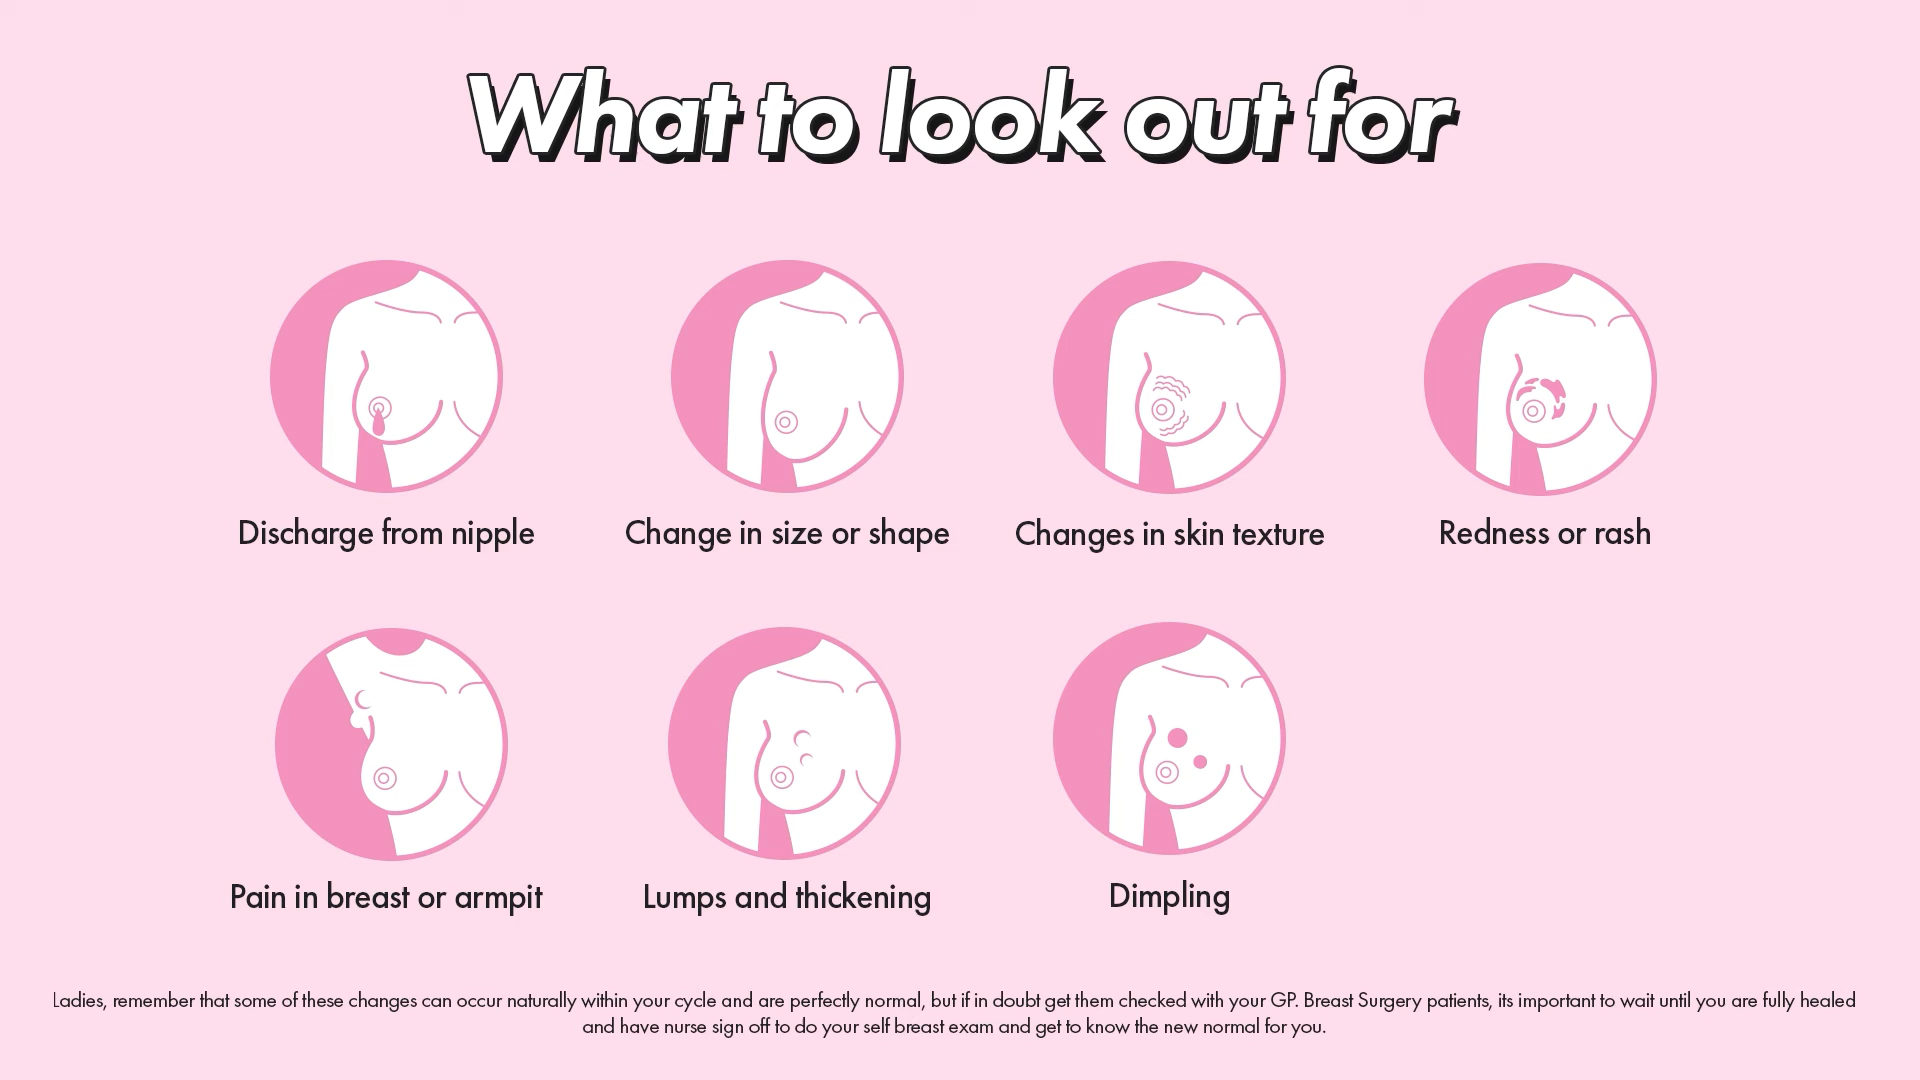 What to look out for
Discharge from nipple
Change in size or shape
Changes in skin texture
Redness or rash
Pain in breast or armpit
Lumps and thickening
Dimpling
Ladies, remember that some of these changes can occur naturally within your cycle and are perfectly normal, but if in doubt get them checked with your GP. Breast Surgery patients, its important to wait until you are fully healed
and have nurse sign off to do your self breast exam and get to know the new normal for you.